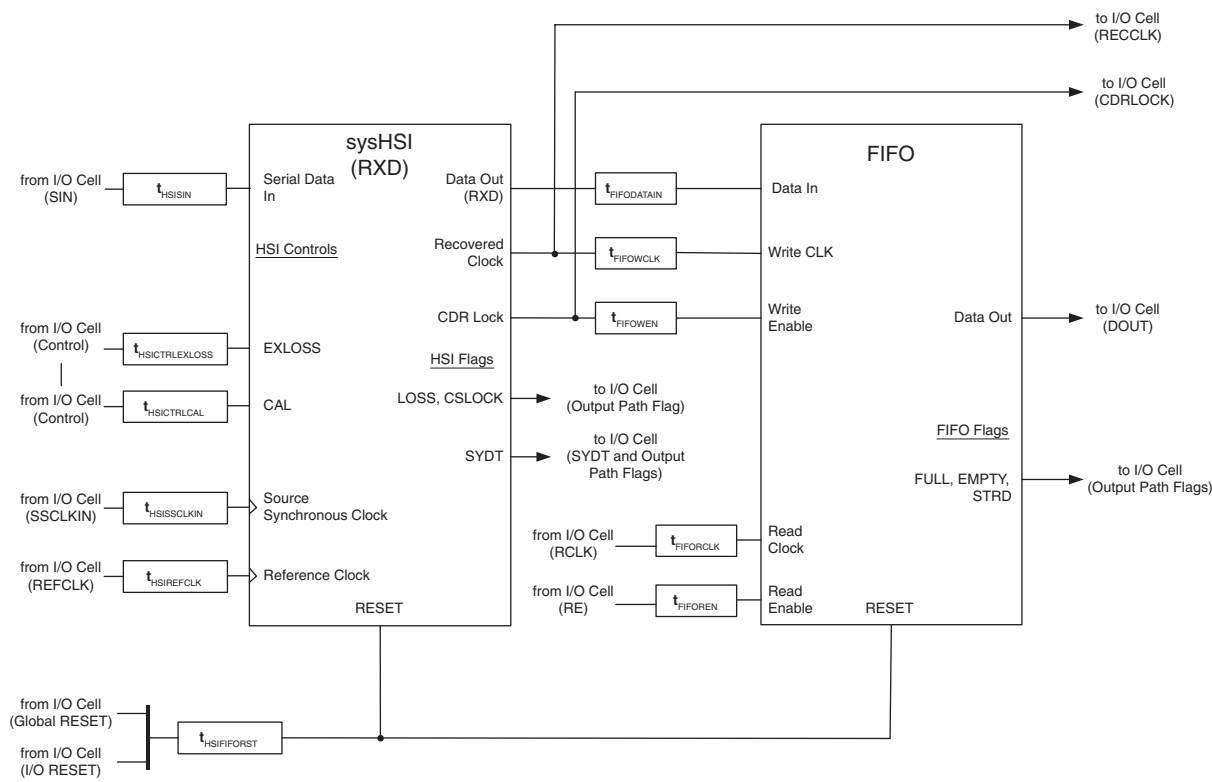 to I/O Cell
(RECCLK)
to I/O Cell
(CDRLOCK)
sysHSI
(RXD)
FIFO
from I/O Cell
(SIN)
tHSISIN
Serial Data
In
Data Out
(RXD)
tFIFODATAIN
Data In
HSI Controls
Recovered
Clock
tFIFOWCLK
Write CLK
from I/O Cell
(Control)
tHSICTRLEXLOSS
EXLOSS
CDR Lock
tFIFOWEN
Write
Enable
Data Out
to I/O Cell
(DOUT)
HSI Flags
from I/O Cell
(Control)
tHSICTRLCAL
CAL
LOSS, CSLOCK
to I/O Cell
(Output Path Flag)
SYDT
to I/O Cell
(SYDT and Output
Path Flags)
FIFO Flags
FULL, EMPTY,
STRD
to I/O Cell
(Output Path Flags)
from I/O Cell
(SSCLKIN)
tHSISSCLKIN
Source
Synchronous Clock
from I/O Cell
(RCLK)
tFIFORCLK
Read
Clock
from I/O Cell
(REFCLK)
tHSIREFCLK
Reference Clock
from I/O Cell
(RE)
tFIFOREN
Read
Enable
RESET
RESET
from I/O Cell
(Global RESET)
tHSIFIFORST
from I/O Cell
(I/O RESET)